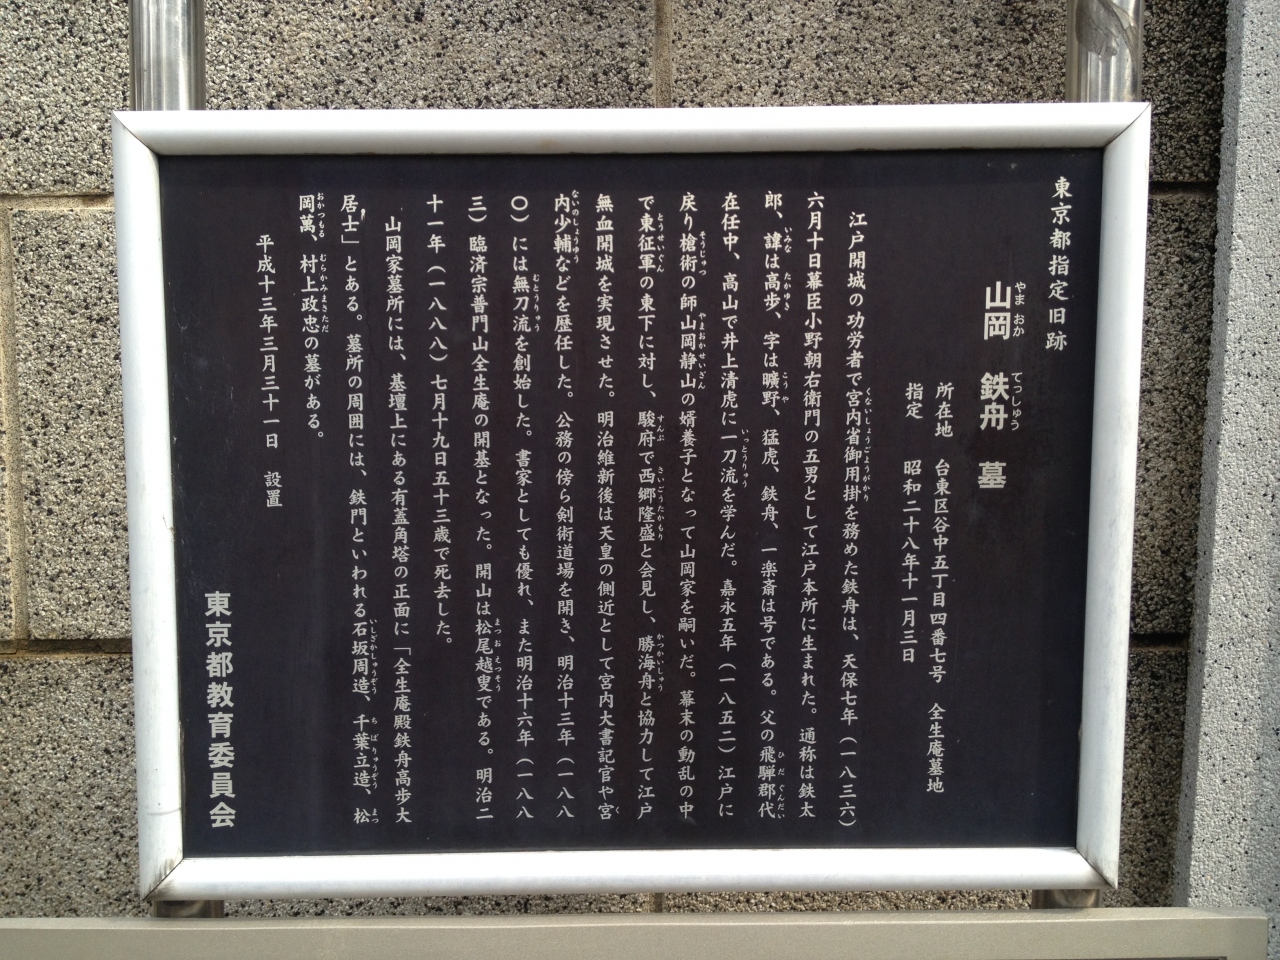 東京都指定旧跡
山岡 鉄舟 墓
所在地 台東区谷中五丁目四番七号 全生庵墓地
指定 昭和二十八年十一月三日
江戸開城の功労者で宮内省御用掛を務めた鉄舟は、天保七年（一八三六）
六月十日幕臣小野朝右衛門の五男として江戸本所に生まれた。通称は鉄太
郎、諱は高歩、字は曠野、猛虎、鉄舟、一楽斎は号である。父の飛騨郡代
在任中、高山で井上清虎に一刀流を学んだ。嘉永五年（一八五二）江戸に
戻り槍術の師山岡静山の婿養子となって山岡家を嗣いだ。幕末の動乱の中
で東征軍の東下に対し、駿府で西郷隆盛と会見し、勝海舟と協力して江戸
無血開城を実現させた。明治維新後は天皇の側近として宮内大書記官や宮
内少輔などを歴任した。公務の傍ら剣術道場を開き、明治十三年（一八八
〇）には無刀流を創始した。書家としても優れ、また明治十六年（一八八
三）臨済宗普門山全生庵の開基となった。開山は松尾越叟である。明治二
十一年（一八八八）七月十九日五十三歳で死去した。
山岡家墓所には、基壇上にある有蓋角塔の正面に「全生庵殿鉄舟高歩大
居士」とある。墓所の周囲には、鉄門といわれる石坂周造、千葉立造、松
岡萬、村上政忠の墓がある。
平成十三年三月三十一日 設置
東京都教育委員会